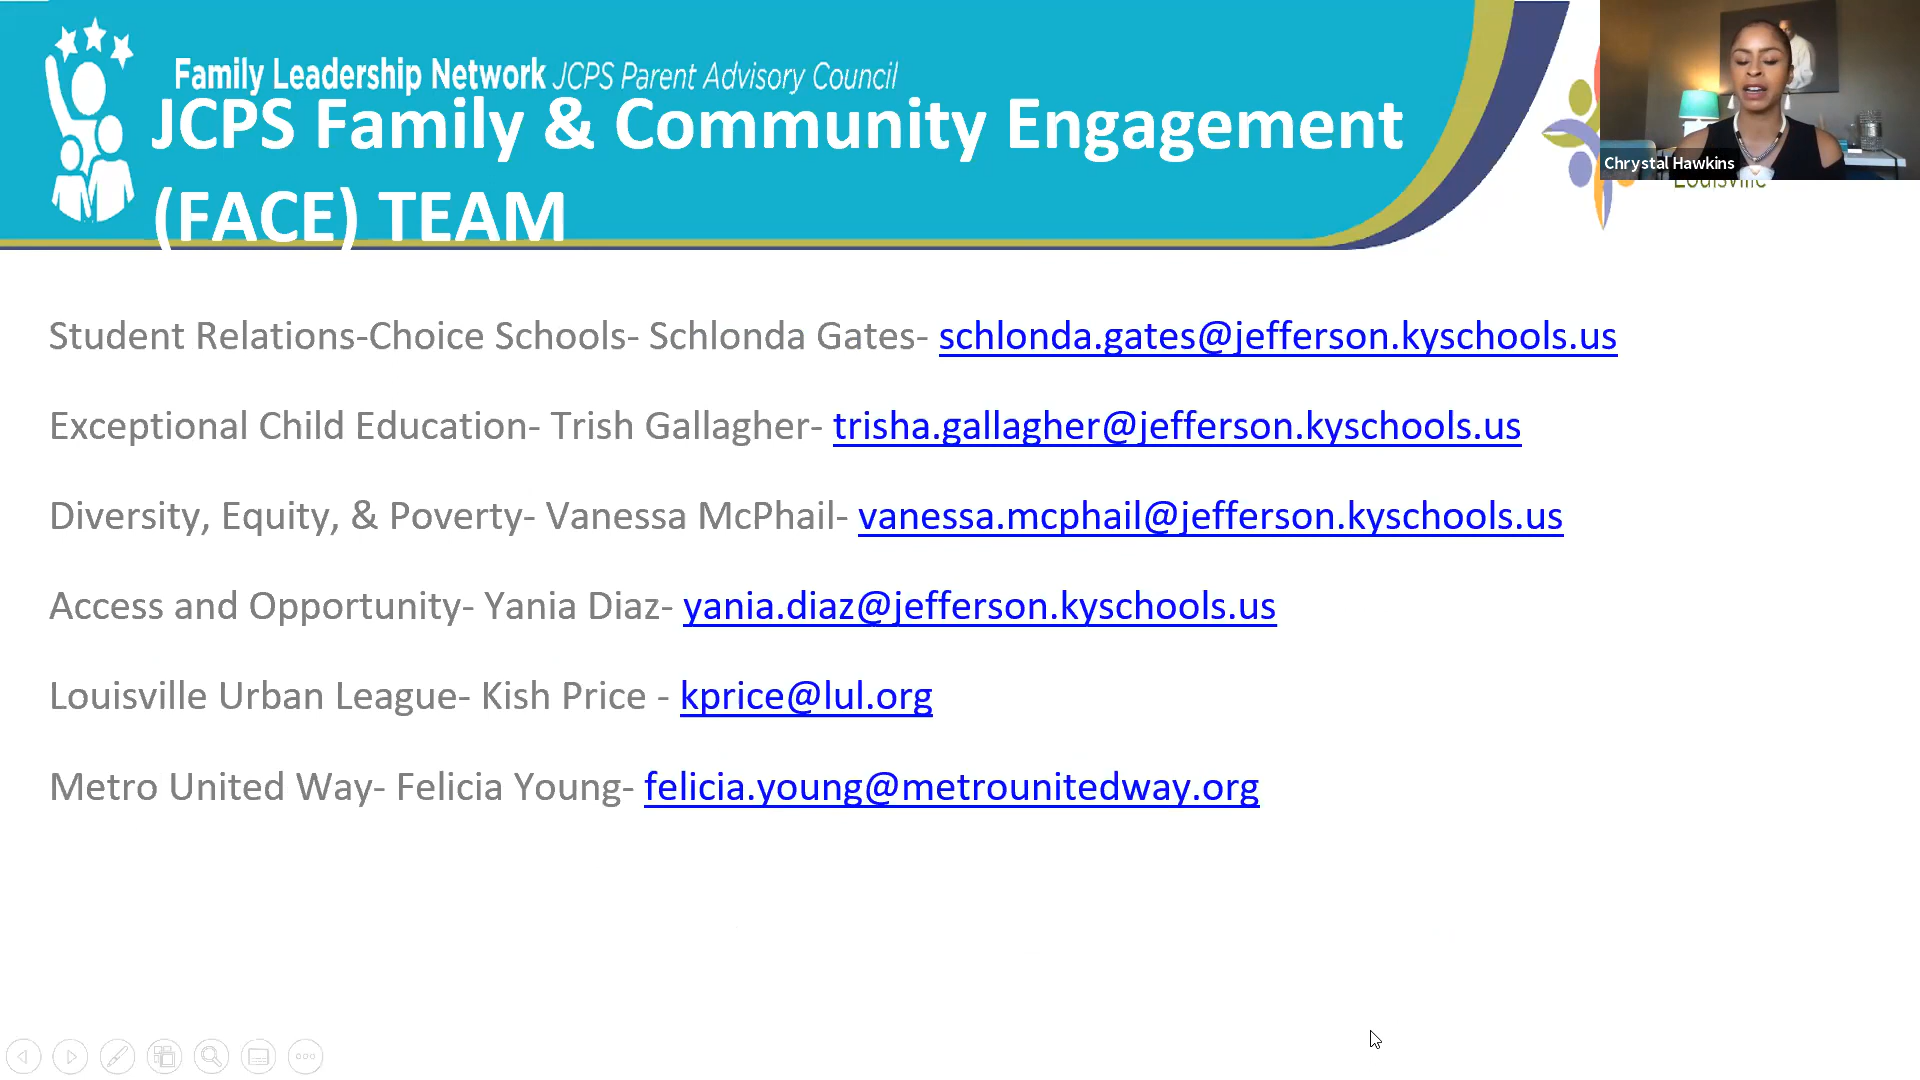 Family Leadership Network JCPS Parent Advisory Council
JCPS Family & Community Engagement
(FACE) TEAM
Chrystal Hawkins
Louisville
Student Relations-Choice Schools- Schlonda Gates- schlonda.gates@jefferson.kyschools.us
Exceptional Child Education- Trish Gallagher- trisha.gallagher@jefferson.kyschools.us
Diversity, Equity, & Poverty- Vanessa McPhail- vanessa.mcphail@jefferson.kyschools.us
Access and Opportunity- Yania Diaz- yania.diaz@jefferson.kyschools.us
Louisville Urban League- Kish Price - kprice@lul.org
Metro United Way- Felicia Young- felicia.young@metrounitedway.org